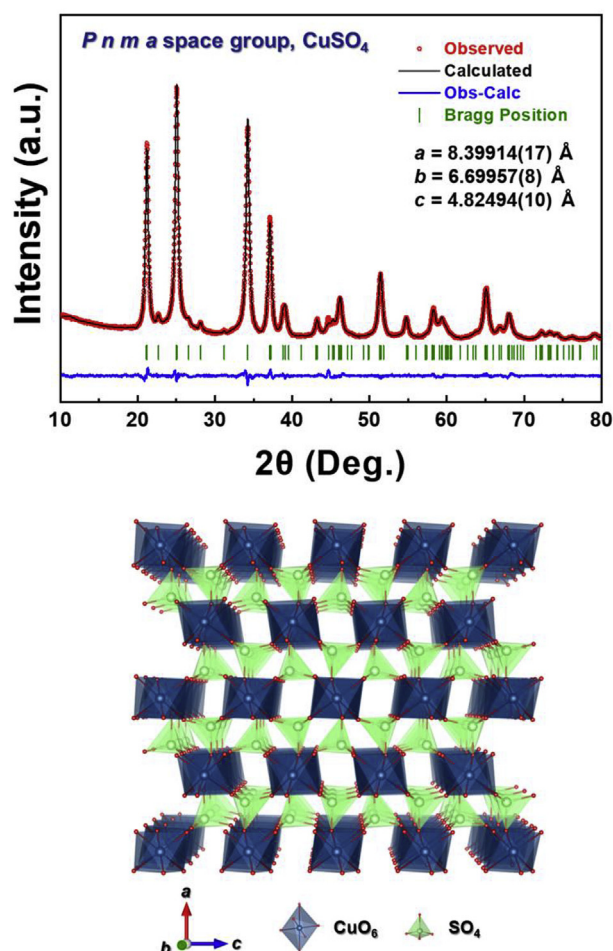 P n m a space group, CuSO₄
Observed
Calculated
Obs-Calc
Bragg Position
a = 8.39914(17) Å
b = 6.69957(8) Å
c = 4.82494(10) Å
Intensity (a.u.)
10 20 30 40 50 60 70 80
2θ (Deg.)
a
b
c
CuO₆
SO₄